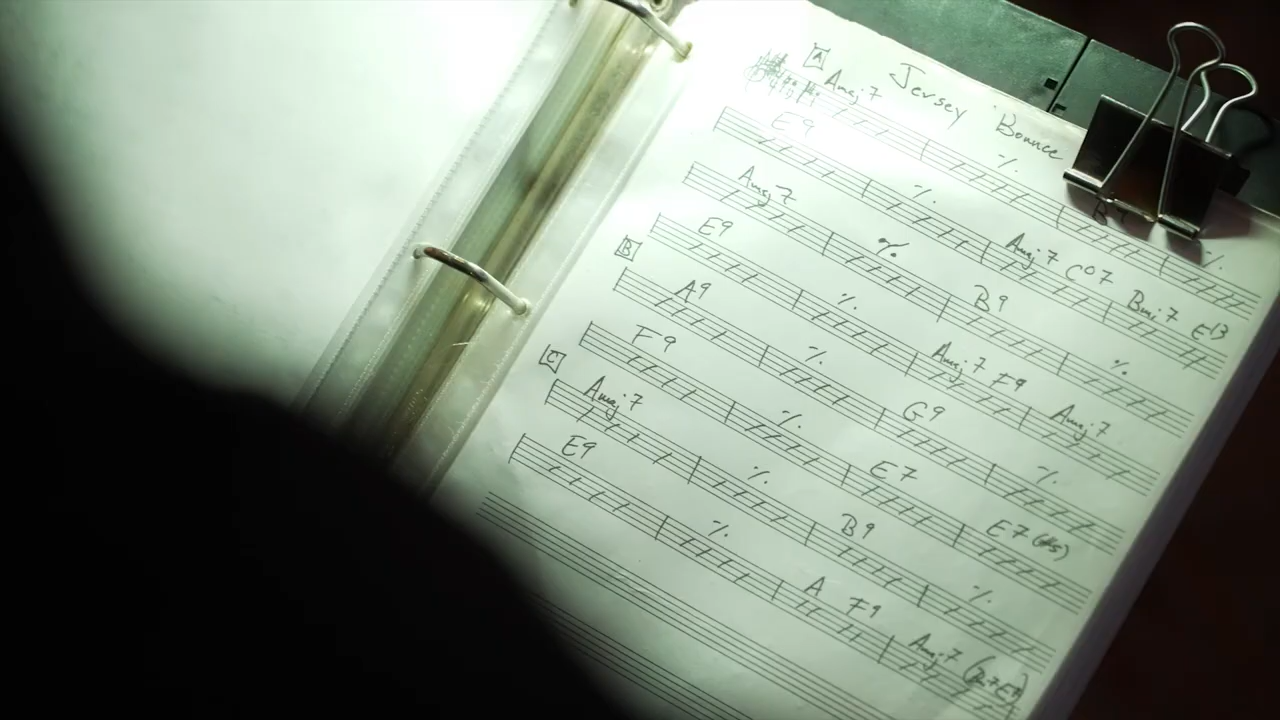 Jersey Bounce
A Amaj7 % B9 %
E9 % Amaj7 C°7 Bmi7 E13
Amaj7 % B9 %
E9 % Amaj7 F9 Amaj7
B A9 % G9 %
F9 % E7 E7(#5)
C Amaj7 % B9 %
E9 % A F9 Amaj7